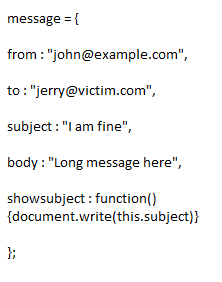 message = {
from : "john@example.com",
to : "jerry@victim.com",
subject : "I am fine",
body : "Long message here",
showsubject : function()
{document.write(this.subject)}
};